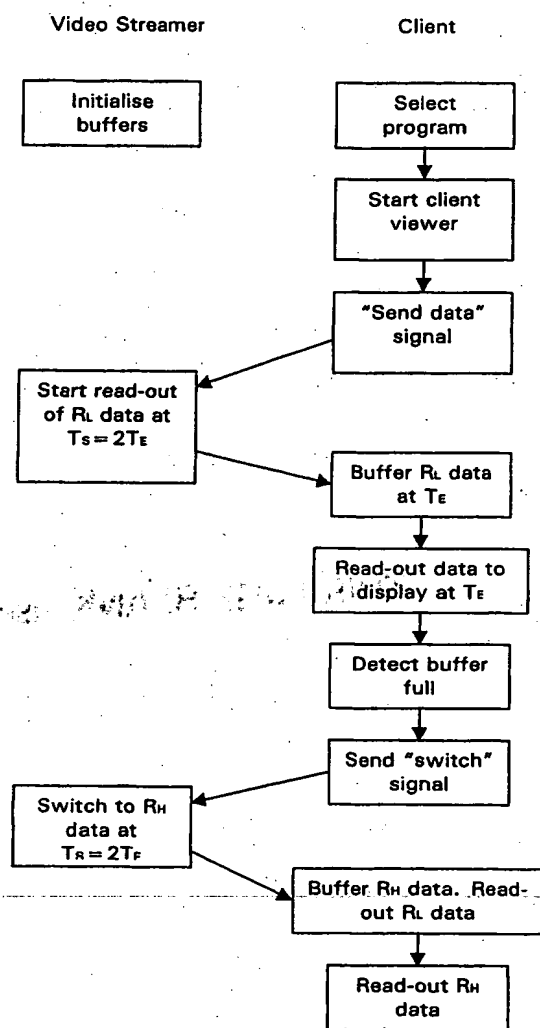 Video Streamer
Client
Initialise
buffers
Select
program
Start client
viewer
"Send data"
signal
Start read-out
of RL data at
TS = 2TE
Buffer RL data
at TE
Read-out data to
display at TE
Detect buffer
full
Send "switch"
signal
Switch to RH
data at
TS = 2TE
Buffer RH data. Read-
out RL data
Read-out RH
data